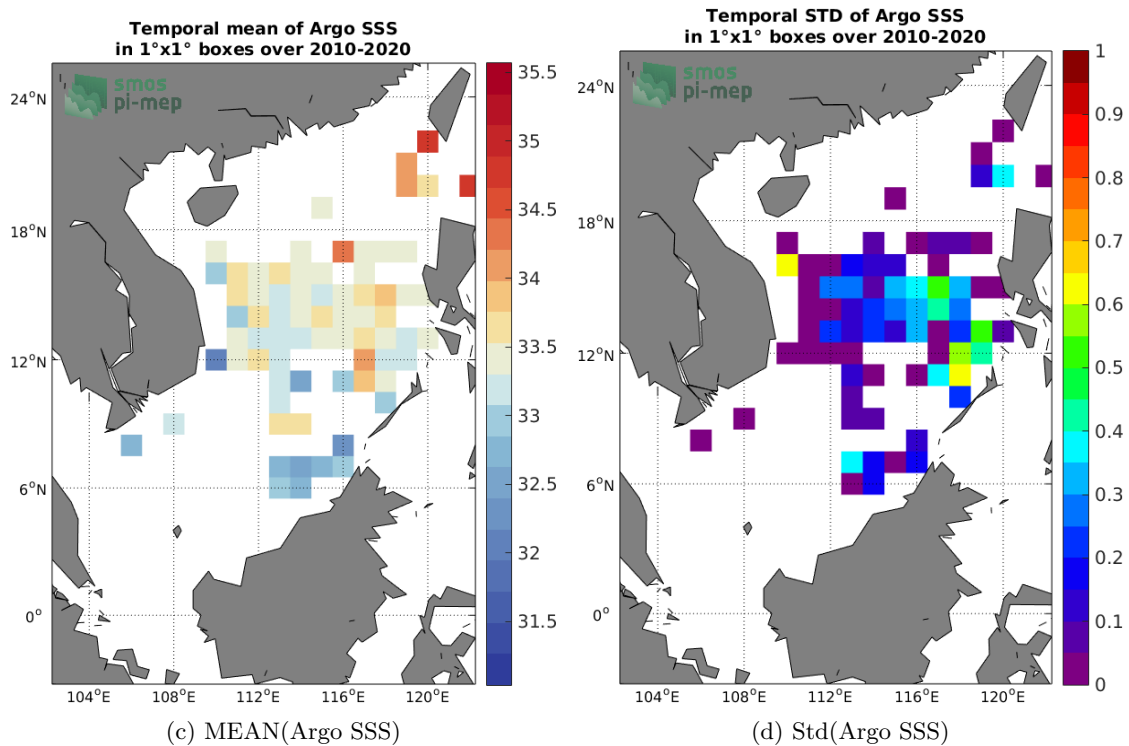 Temporal mean of Argo SSS
in 1°x1° boxes over 2010-2020
smos
pi-mep
24°N
18°N
12°N
6°N
0°
104°E
108°E
112°E
116°E
120°E
35.5
35
34.5
34
33.5
33
32.5
32
31.5
(c) MEAN(Argo SSS)
Temporal STD of Argo SSS
in 1°x1° boxes over 2010-2020
smos
pi-mep
24°N
18°N
12°N
6°N
0°
104°E
108°E
112°E
116°E
120°E
1
0.9
0.8
0.7
0.6
0.5
0.4
0.3
0.2
0.1
0
(d) Std(Argo SSS)